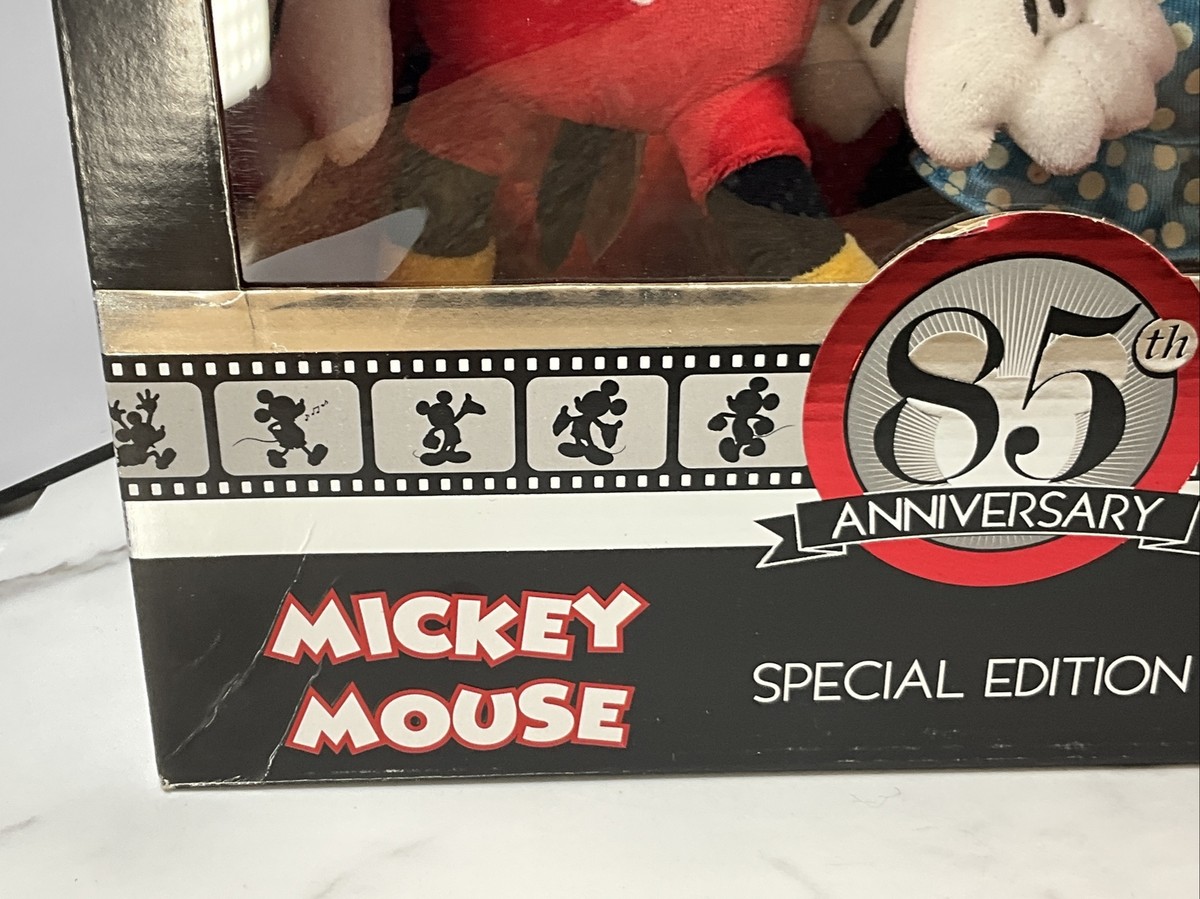 85th
ANNIVERSARY
MICKEY
MOUSE
SPECIAL EDITION